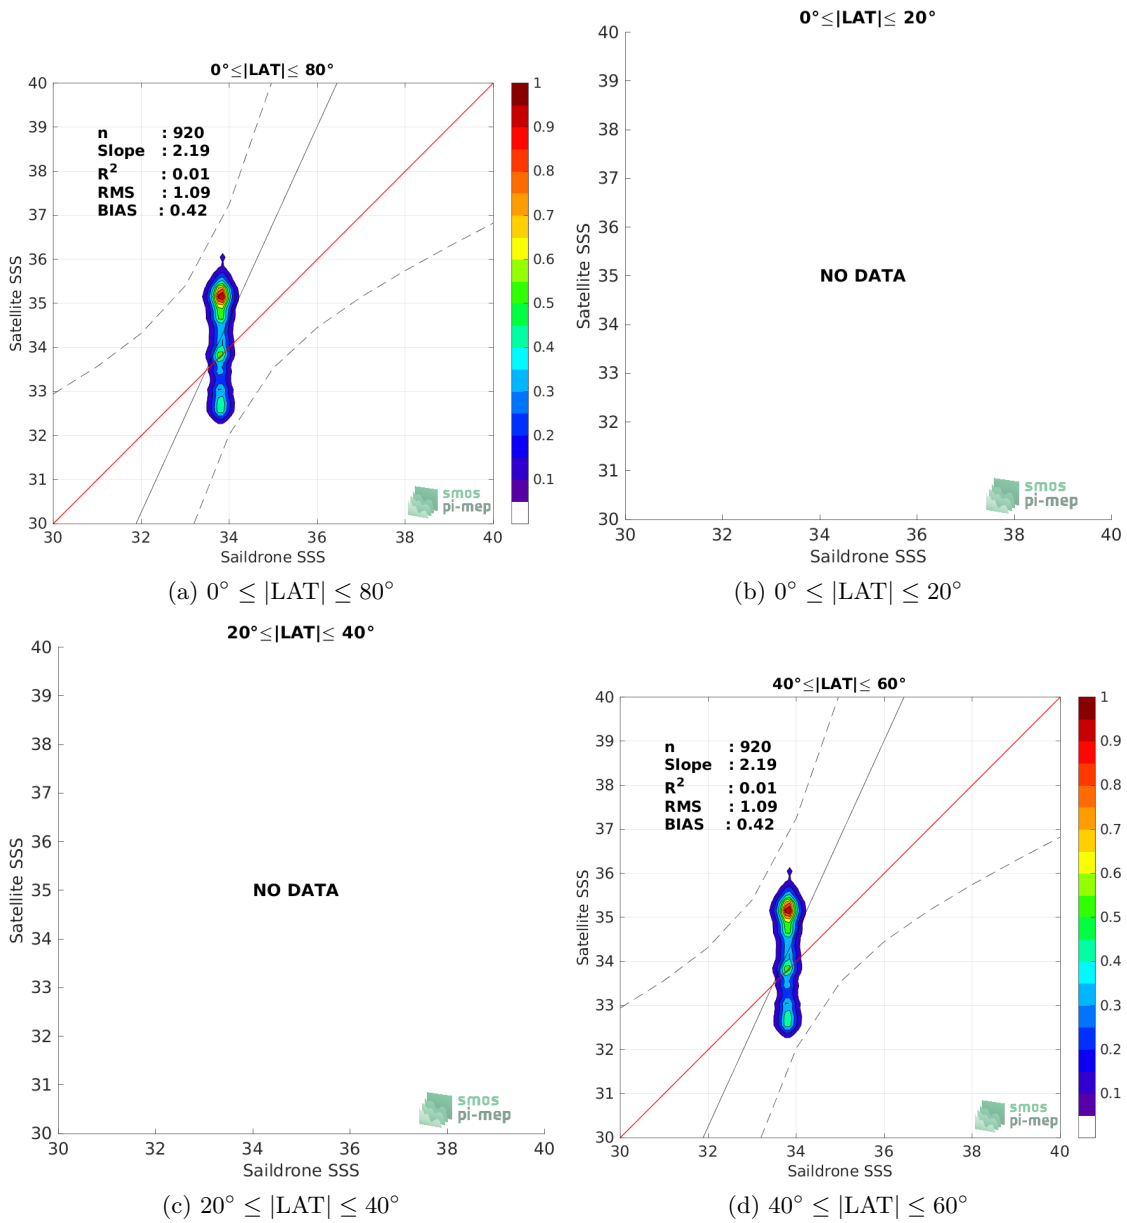 0°≤|LAT|≤ 80°
40
39
38
37
36
35
34
33
32
31
30
Satellite SSS
n : 920
Slope : 2.19
R² : 0.01
RMS : 1.09
BIAS : 0.42
1
0.9
0.8
0.7
0.6
0.5
0.4
0.3
0.2
0.1
smos
pi-mep
30 32 34 36 38 40
Saildrone SSS
(a) 0° ≤ |LAT| ≤ 80°
0°≤|LAT|≤ 20°
40
39
38
37
36
35
34
33
32
31
30
Satellite SSS
NO DATA
smos
pi-mep
30 32 34 36 38 40
Saildrone SSS
(b) 0° ≤ |LAT| ≤ 20°
20°≤|LAT|≤ 40°
40
39
38
37
36
35
34
33
32
31
30
Satellite SSS
NO DATA
smos
pi-mep
30 32 34 36 38 40
Saildrone SSS
(c) 20° ≤ |LAT| ≤ 40°
40°≤|LAT|≤ 60°
40
39
38
37
36
35
34
33
32
31
30
Satellite SSS
n : 920
Slope : 2.19
R² : 0.01
RMS : 1.09
BIAS : 0.42
1
0.9
0.8
0.7
0.6
0.5
0.4
0.3
0.2
0.1
smos
pi-mep
30 32 34 36 38 40
Saildrone SSS
(d) 40° ≤ |LAT| ≤ 60°